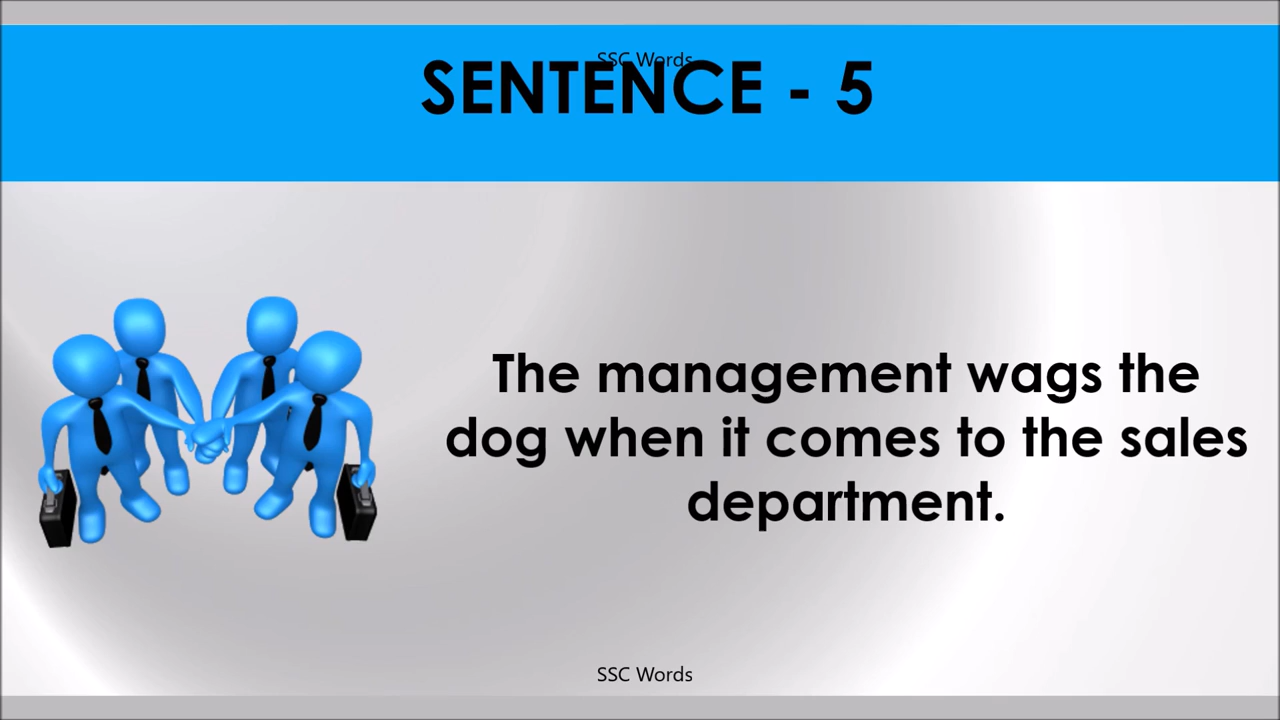 SSC Words
SENTENCE - 5
The management wags the
dog when it comes to the sales
department.
SSC Words